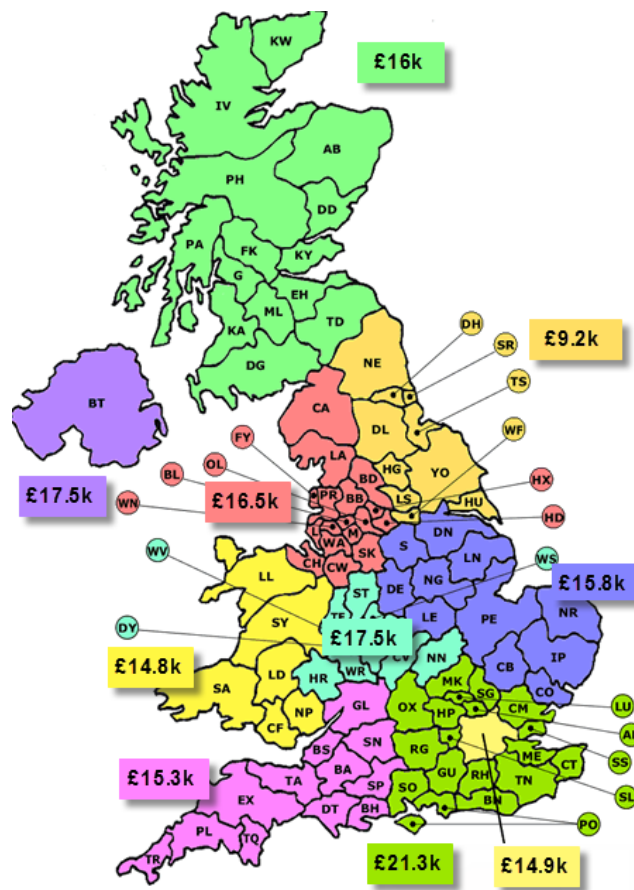 KW
£16k
IV
AB
PH
DD
PA
FK
KY
G
EH
ML
KA
TD
DG
DH
£9.2k
SR
NE
BT
CA
TS
DL
FY
WF
LA
HG
YO
OL
BD
BL
PR
BB
LS
HU
HX
£17.5k
£16.5k
WN
L
M
HD
WA
DN
WV
S
CH
CW
SK
LN
WS
LL
ST
DE
NG
£15.8k
TF
NR
SY
LE
PE
DY
£17.5k
£14.8k
CV
NN
IP
SA
LD
HR
WR
CB
MK
CO
NP
GL
OX
SG
CM
LU
CF
HP
BS
SN
RG
SS
£15.3k
TA
BA
ME
CT
GU
RH
TN
SL
EX
SP
SO
BN
DT
BH
PO
PL
TQ
TR
£21.3k
£14.9k